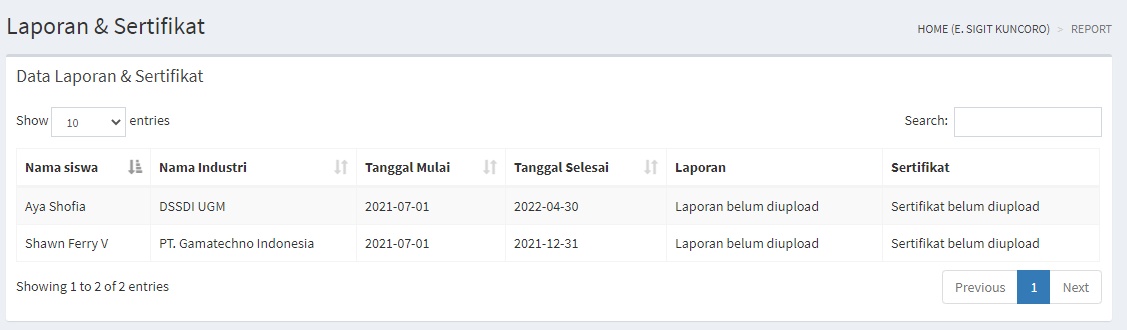 Laporan & Sertifikat
HOME (E. SIGIT KUNCORO) > REPORT
Data Laporan & Sertifikat
Show 10 entries
Search:
Nama siswa Nama Industri Tanggal Mulai Tanggal Selesai Laporan Sertifikat
Aya Shofia DSSDI UGM 2021-07-01 2022-04-30 Laporan belum diupload Sertifikat belum diupload
Shawn Ferry V PT. Gamatechno Indonesia 2021-07-01 2021-12-31 Laporan belum diupload Sertifikat belum diupload
Showing 1 to 2 of 2 entries
Previous 1 Next